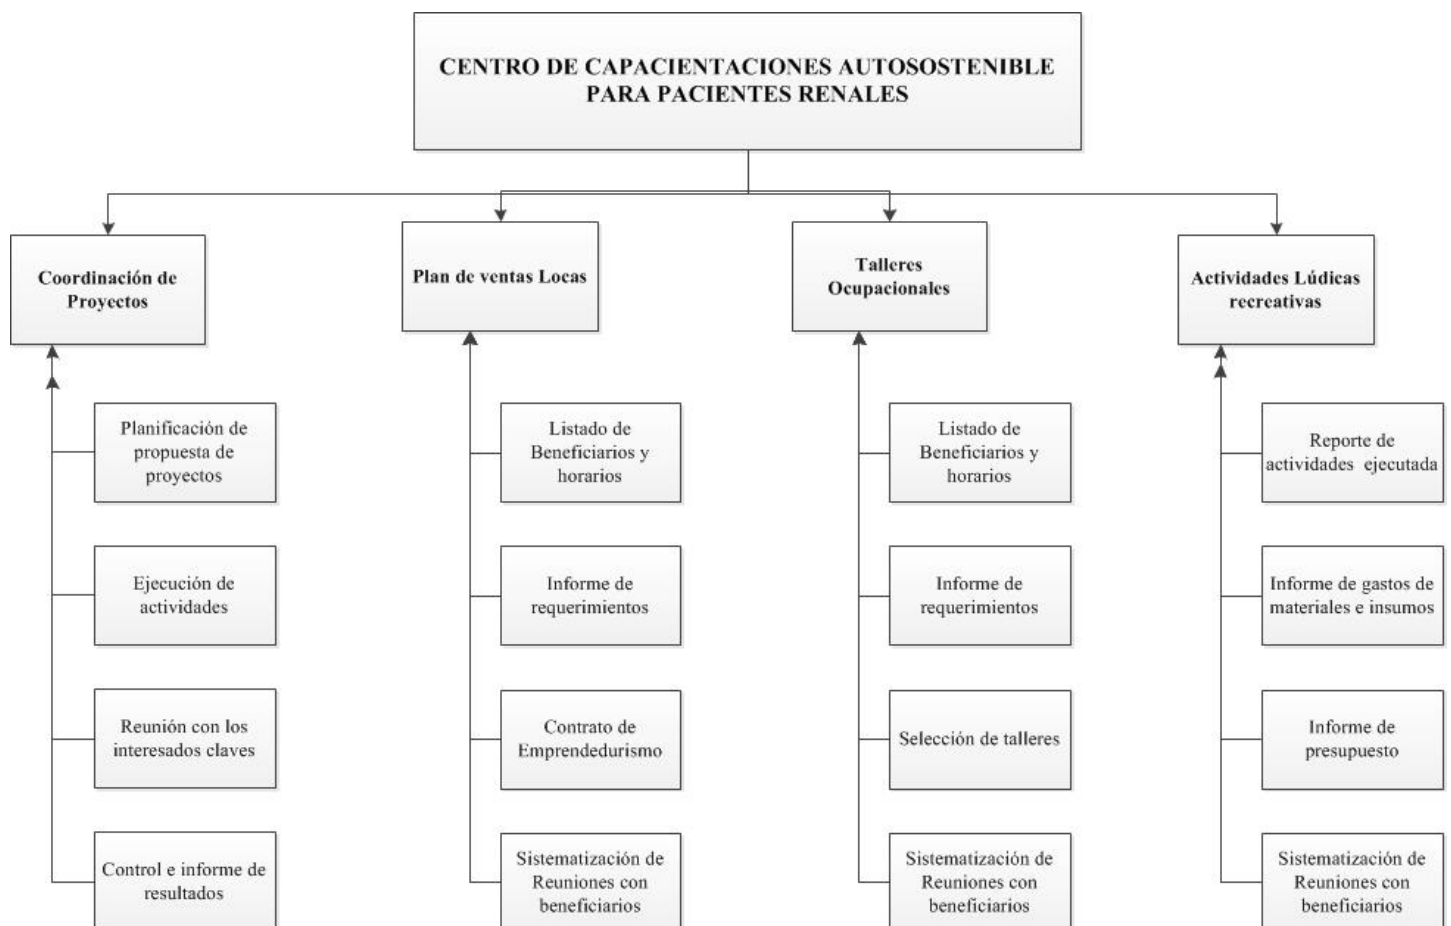 CENTRO DE CAPACIENTACIONES AUTOSOSTENIBLE
PARA PACIENTES RENALES
Coordinación de
Proyectos
Plan de ventas Locas
Talleres
Ocupacionales
Actividades Lúdicas
recreativas
Planificación de
propuesta de
proyectos
Listado de
Beneficiarios y
horarios
Listado de
Beneficiarios y
horarios
Reporte de
actividades ejecutada
Ejecución de
actividades
Informe de
requerimientos
Informe de
requerimientos
Informe de gastos de
materiales e insumos
Reunión con los
interesados claves
Contrato de
Emprendedurismo
Selección de talleres
Informe de
presupuesto
Control e informe de
resultados
Sistematización de
Reuniones con
beneficiarios
Sistematización de
Reuniones con
beneficiarios
Sistematización de
Reuniones con
beneficiarios